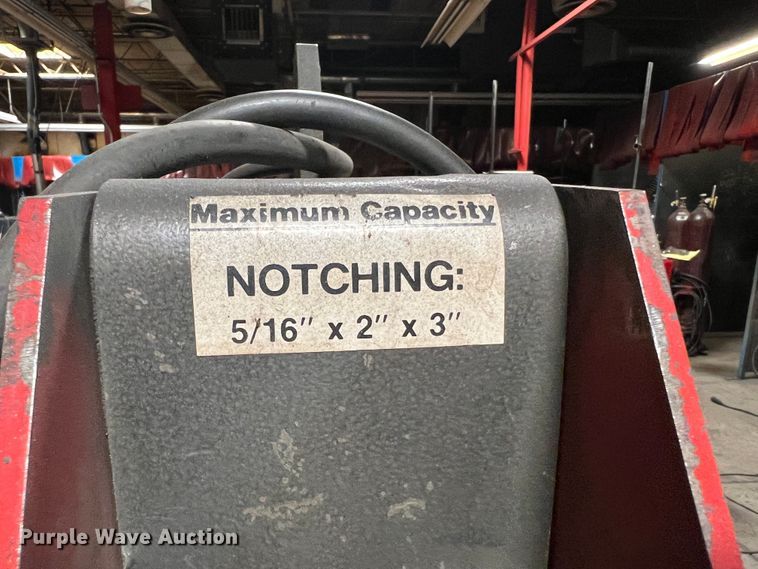 Maximum Capacity
NOTCHING:
5/16" x 2" x 3"
Purple Wave Auction